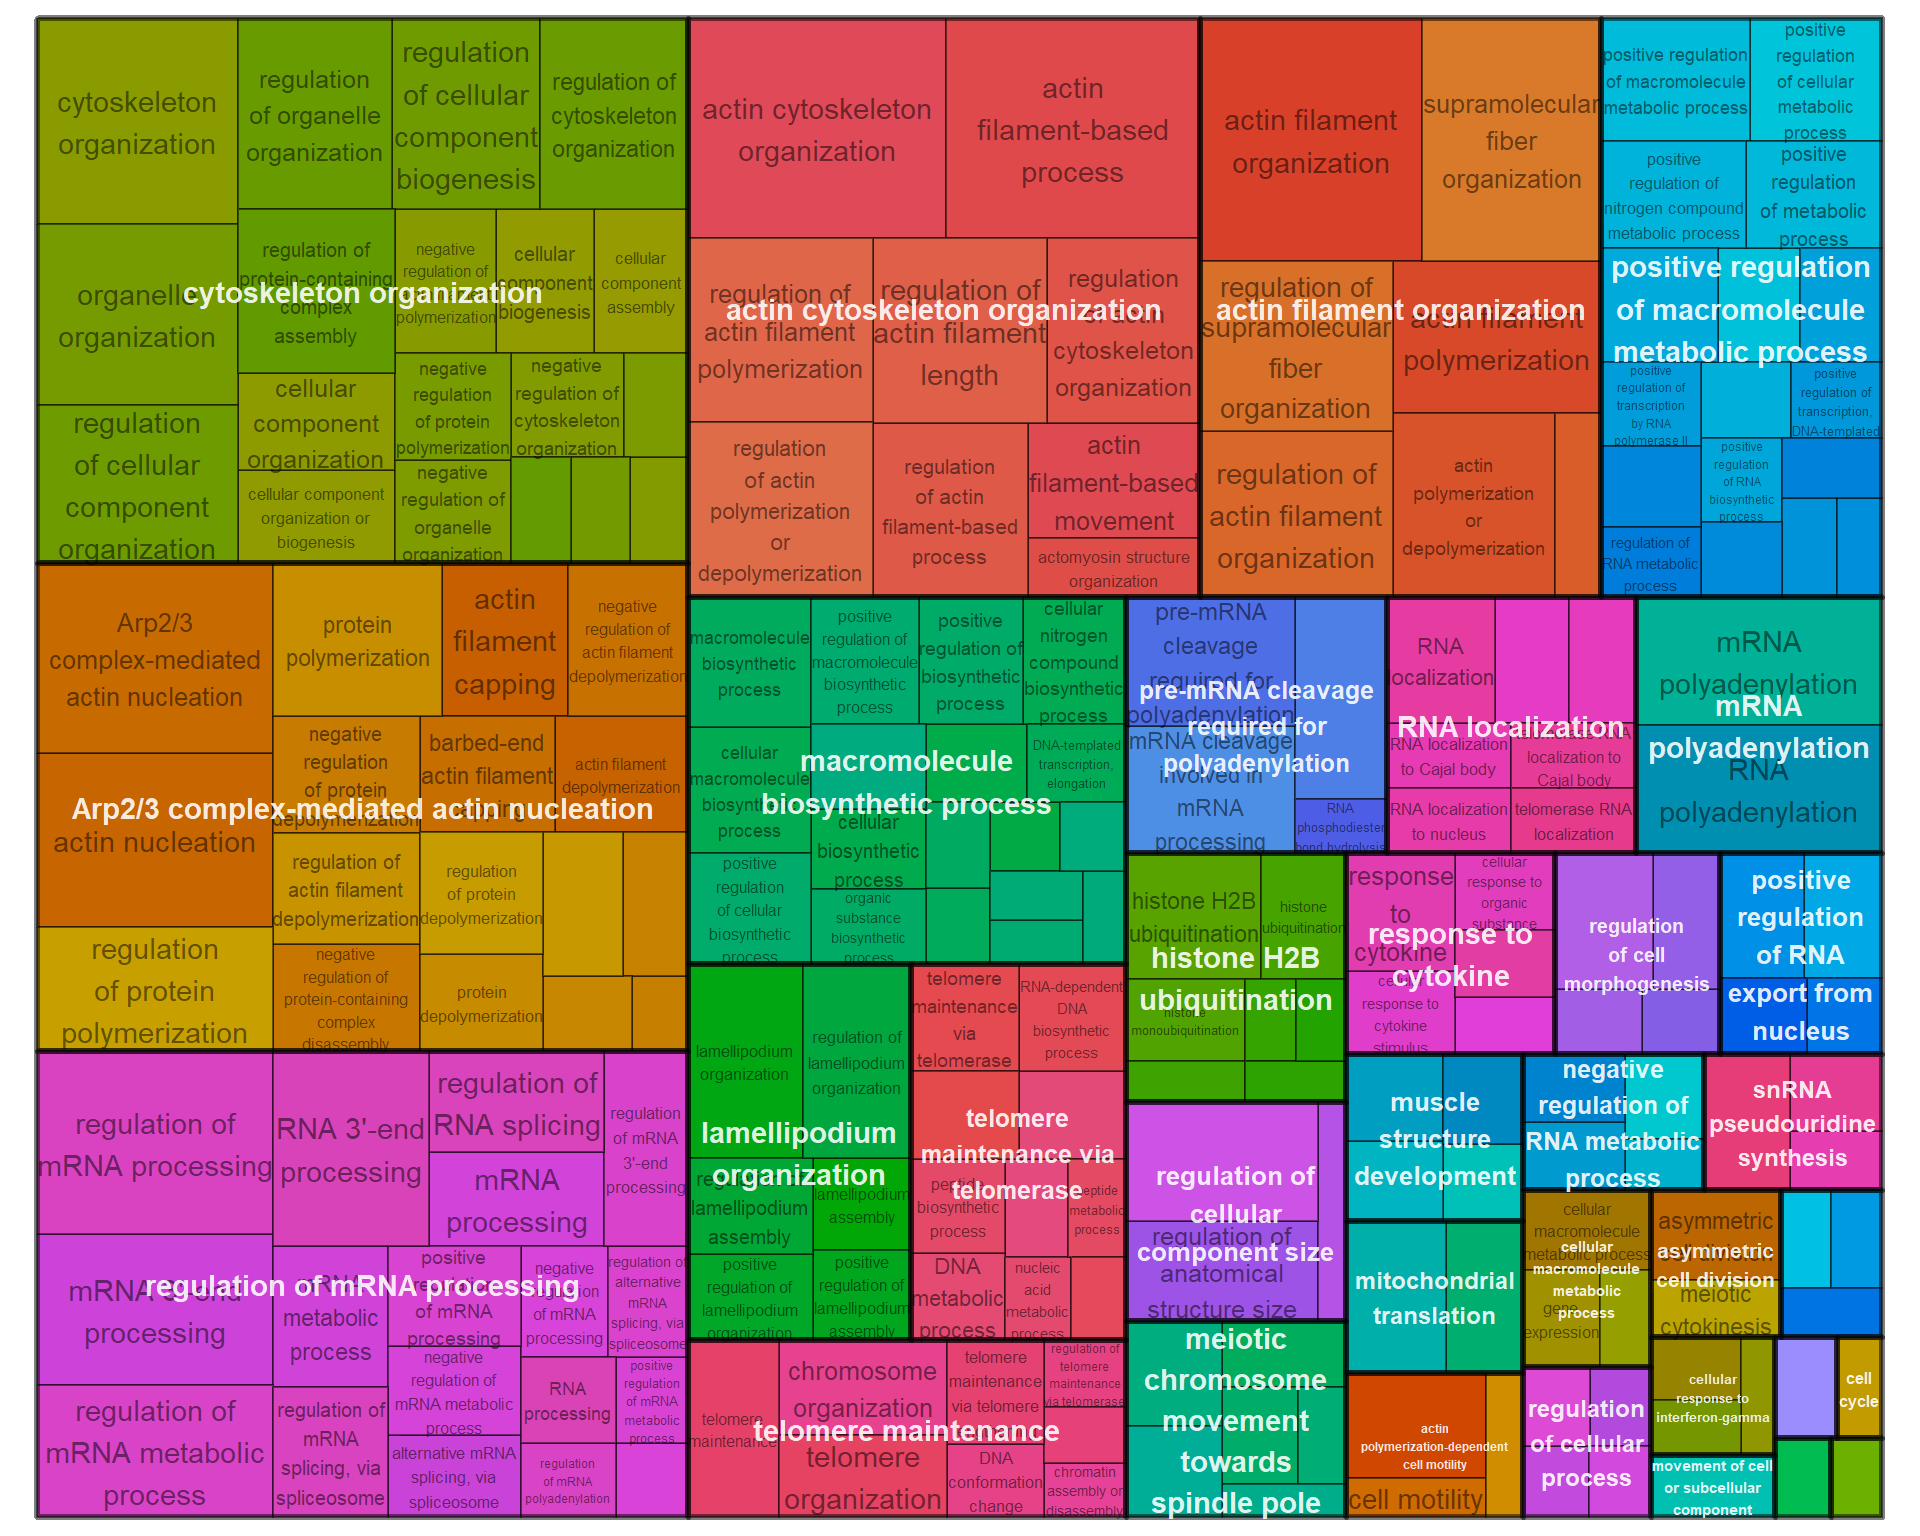 cytoskeleton
organization
regulation
of organelle
organization
regulation
of cellular
component
biogenesis
regulation of
cytoskeleton
organization
organelle
organization
regulation of
protein-containing
complex
assembly
negative
regulation of
polymerization
cellular
component
biogenesis
cellular
component
assembly
cytoskeleton organization
regulation
of cellular
component
organization
cellular
component
organization
cellular component
organization or
biogenesis
negative
regulation
of protein
polymerization
negative
regulation of
cytoskeleton
organization
negative
regulation of
organelle
organization
actin cytoskeleton
organization
actin
filament-based
process
regulation of
actin filament
polymerization
regulation of
actin filament
length
regulation
of actin
cytoskeleton
organization
actin cytoskeleton organization
regulation
of actin
polymerization
or
depolymerization
regulation
of actin
filament-based
process
actin
filament-based
movement
actomyosin structure
organization
actin filament
organization
supramolecular
fiber
organization
regulation of
supramolecular
fiber
organization
actin filament
polymerization
actin filament organization
regulation of
actin filament
organization
actin
polymerization
or
depolymerization
positive regulation
of macromolecule
metabolic process
positive
regulation
of cellular
metabolic
process
positive
regulation of
nitrogen compound
metabolic process
positive
regulation
of metabolic
process
positive regulation
of macromolecule
metabolic process
positive
regulation of
transcription
by RNA
polymerase II
positive
regulation of
transcription,
DNA-templated
positive
regulation
of RNA
biosynthetic
process
regulation of
RNA metabolic
process
Arp2/3
complex-mediated
actin nucleation
protein
polymerization
actin
filament
capping
negative
regulation of
actin filament
depolymerization
actin nucleation
negative
regulation
of protein
depolymerization
barbed-end
actin filament
capping
actin filament
depolymerization
Arp2/3 complex-mediated actin nucleation
regulation of
actin filament
depolymerization
regulation
of protein
depolymerization
regulation
of protein
polymerization
negative
regulation of
protein-containing
complex
disassembly
protein
depolymerization
macromolecule
biosynthetic
process
positive
regulation of
macromolecule
biosynthetic
process
positive
regulation of
biosynthetic
process
cellular
nitrogen
compound
biosynthetic
process
cellular
macromolecule
biosynthetic
process
DNA-templated
transcription,
elongation
macromolecule
biosynthetic process
cellular
biosynthetic
process
positive
regulation
of cellular
biosynthetic
process
organic
substance
biosynthetic
process
pre-mRNA
cleavage
required for
polyadenylation
mRNA cleavage
involved in
mRNA
processing
RNA
phosphodiester
bond hydrolysis
pre-mRNA cleavage
required for
polyadenylation
RNA
localization
RNA localization
to Cajal body
telomerase RNA
localization to
Cajal body
RNA localization
to nucleus
telomerase RNA
localization
RNA localization
mRNA
polyadenylation
RNA
polyadenylation
mRNA
polyadenylation
histone H2B
ubiquitination
histone
ubiquitination
histone
monoubiquitination
histone H2B
ubiquitination
response
to
cytokine
cellular
response to
organic
substance
cellular
response to
cytokine
stimulus
response to
cytokine
regulation
of cell
morphogenesis
positive
regulation
of RNA
export from
nucleus
regulation of
mRNA processing
RNA 3'-end
processing
regulation of
RNA splicing
mRNA
processing
regulation
of mRNA
3'-end
processing
mRNA 3'-end
processing
mRNA
metabolic
process
positive
regulation
of mRNA
processing
negative
regulation
of mRNA
processing
regulation of
alternative
mRNA
splicing, via
spliceosome
regulation of mRNA processing
regulation of
mRNA metabolic
process
regulation of
mRNA
splicing, via
spliceosome
negative
regulation of
mRNA metabolic
process
alternative mRNA
splicing, via
spliceosome
RNA
processing
positive
regulation
of mRNA
metabolic
process
regulation
of mRNA
polyadenylation
lamellipodium
organization
regulation of
lamellipodium
organization
lamellipodium
organization
regulation of
lamellipodium
assembly
lamellipodium
assembly
positive
regulation of
lamellipodium
organization
positive
regulation of
lamellipodium
assembly
telomere
maintenance
via
telomerase
RNA-dependent
DNA
biosynthetic
process
telomere
maintenance via
telomerase
peptide
biosynthetic
process
peptide
metabolic
process
DNA
metabolic
process
nucleic
acid
metabolic
process
telomere
maintenance
chromosome
organization
telomere
maintenance
via telomere
regulation of
telomere
maintenance
via telomerase
telomere maintenance
telomere
organization
DNA
conformation
change
chromatin
assembly or
disassembly
regulation of
cellular
component size
regulation of
anatomical
structure size
meiotic
chromosome
movement
towards
spindle pole
muscle
structure
development
negative
regulation of
RNA metabolic
process
snRNA
pseudouridine
synthesis
mitochondrial
translation
cellular
macromolecule
metabolic process
gene
expression
cellular
macromolecule
metabolic
process
asymmetric
cell division
meiotic
cytokinesis
asymmetric
cell division
actin
polymerization-dependent
cell motility
cell motility
regulation
of cellular
process
cellular
response to
interferon-gamma
cell
cycle
movement of cell
or subcellular
component